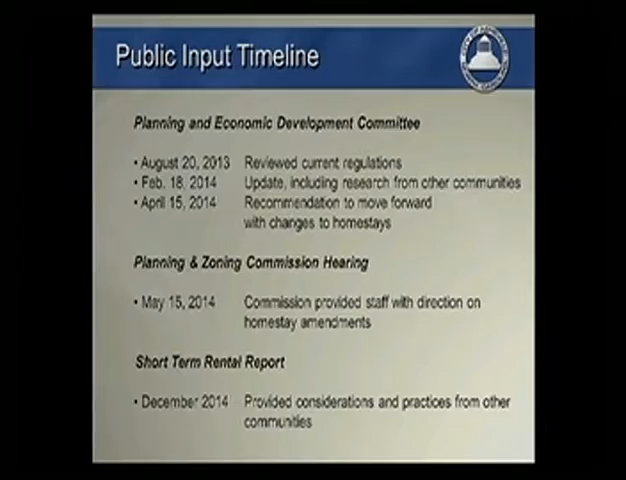 Public Input Timeline
Planning and Economic Development Committee
• August 20, 2013 Reviewed current regulations
• Feb. 18, 2014 Update, including research from other communities
• April 15, 2014 Recommendation to move forward
with changes to homestays
Planning & Zoning Commission Hearing
• May 15, 2014 Commission provided staff with direction on
homestay amendments
Short Term Rental Report
• December 2014 Provided considerations and practices from other
communities